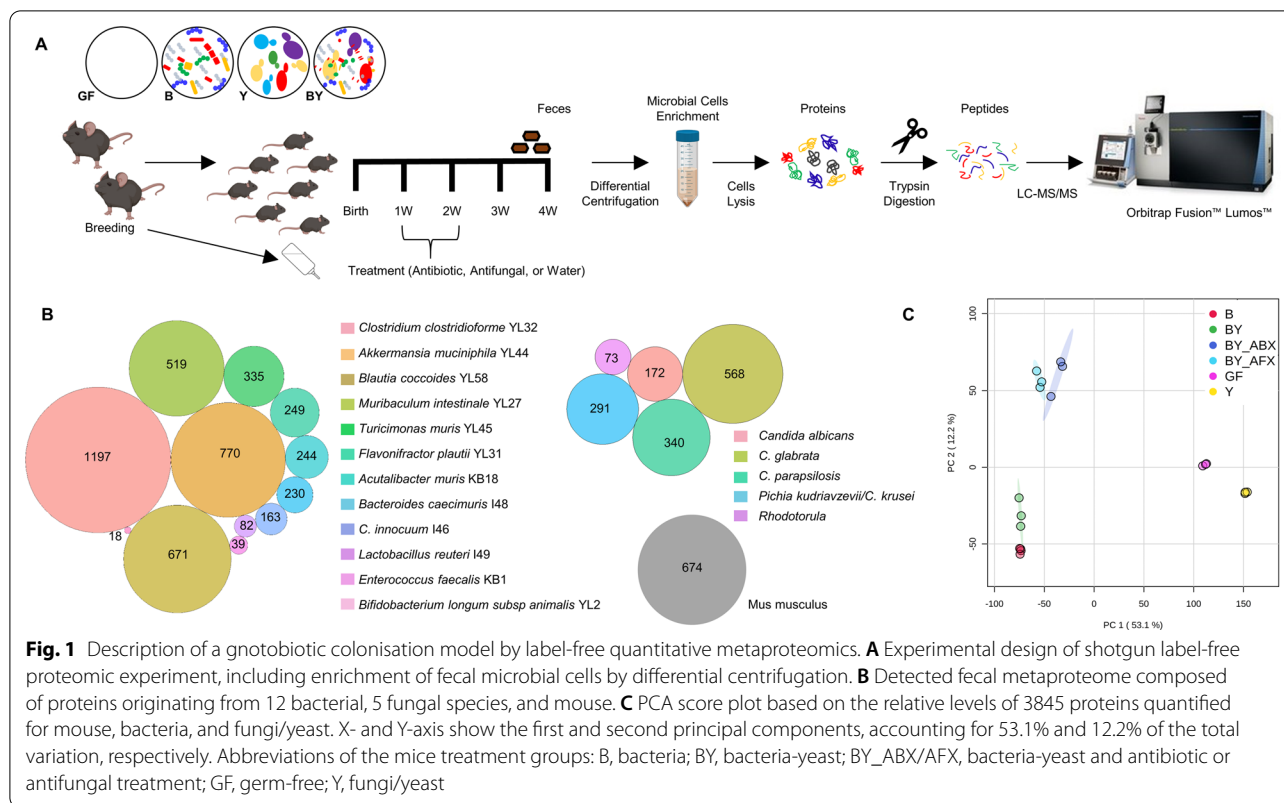 A
GF
B
Y
BY
Breeding
Birth
1W
2W
3W
4W
Treatment (Antibiotic, Antifungal, or Water)
Feces
Differential
Centrifugation
Microbial Cells
Enrichment
Cells
Lysis
Proteins
Trypsin
Digestion
Peptides
LC-MS/MS
Orbitrap Fusion™ Lumos™
B
519
335
249
1197
770
244
230
163
82
39
18
671
Clostridium clostridioforme YL32
Akkermansia muciniphila YL44
Blautia coccoides YL58
Muribaculum intestinale YL27
Turicimonas muris YL45
Flavonifractor plautii YL31
Acutalibacter muris KB18
Bacteroides caecimuris I48
C. innocuum I46
Lactobacillus reuteri I49
Enterococcus faecalis KB1
Bifidobacterium longum subsp animalis YL2
73
172
568
291
340
Candida albicans
C. glabrata
C. parapsilosis
Pichia kudriavzevii/C. krusei
Rhodotorula
674
Mus musculus
C
B
BY
BY_ABX
BY_AFX
GF
Y
PC 2 ( 12.2 %)
100
50
0
-50
-100
-50
0
50
100
150
PC 1 ( 53.1 %)
Fig. 1 Description of a gnotobiotic colonisation model by label-free quantitative metaproteomics. A Experimental design of shotgun label-free
proteomic experiment, including enrichment of fecal microbial cells by differential centrifugation. B Detected fecal metaproteome composed
of proteins originating from 12 bacterial, 5 fungal species, and mouse. C PCA score plot based on the relative levels of 3845 proteins quantified
for mouse, bacteria, and fungi/yeast. X- and Y-axis show the first and second principal components, accounting for 53.1% and 12.2% of the total
variation, respectively. Abbreviations of the mice treatment groups: B, bacteria; BY, bacteria-yeast; BY_ABX/AFX, bacteria-yeast and antibiotic or
antifungal treatment; GF, germ-free; Y, fungi/yeast